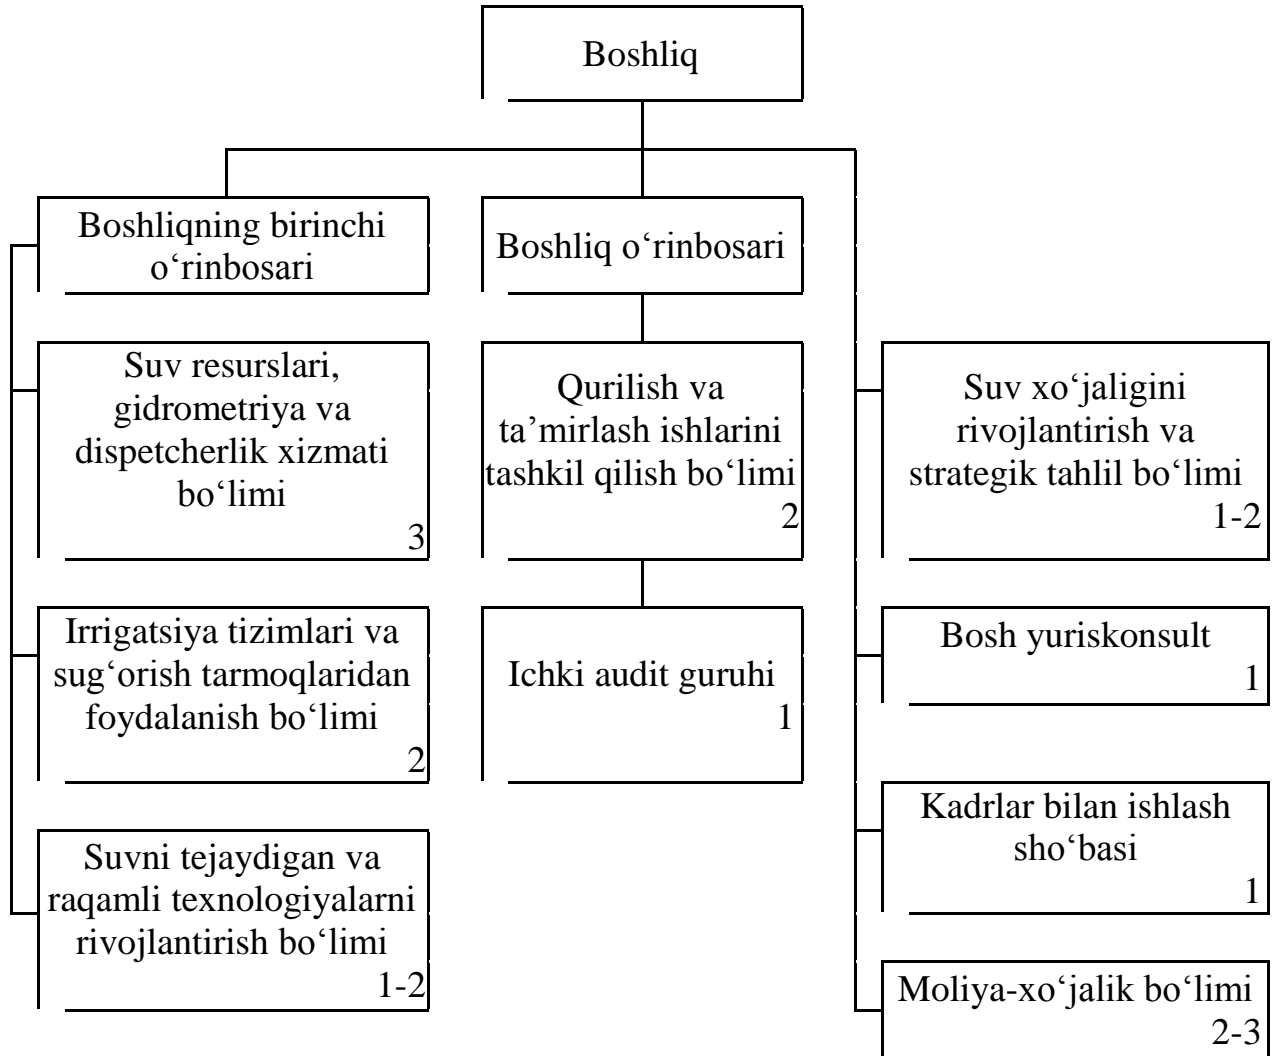 Boshliq
Boshliqning birinchi
o‘rinbosari
Boshliq o‘rinbosari
Suv resurslari,
gidrometriya va
dispetcherlik xizmati
bo‘limi
3
Qurilish va
ta’mirlash ishlarini
tashkil qilish bo‘limi
2
Suv xo‘jaligini
rivojlantirish va
strategik tahlil bo‘limi
1-2
Irrigatsiya tizimlari va
sug‘orish tarmoqlaridan
foydalanish bo‘limi
2
Ichki audit guruhi
1
Bosh yuriskonsult
1
Suvni tejaydigan va
raqamli texnologiyalarni
rivojlantirish bo‘limi
1-2
Kadrlar bilan ishlash
sho‘basi
1
Moliya-xo‘jalik bo‘limi
2-3